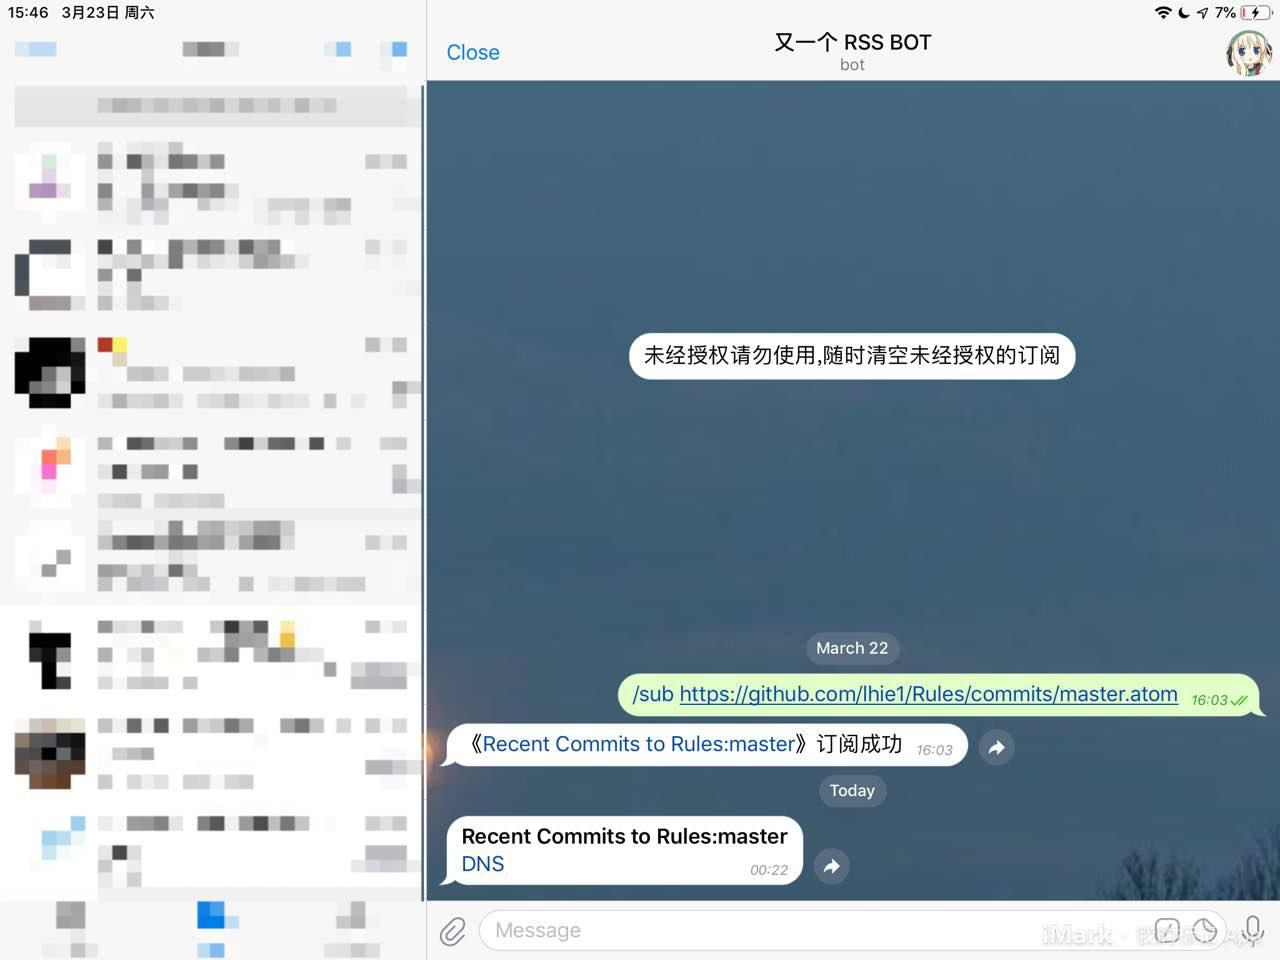 15:46 3月23日 周六
7%
Close
又一个 RSS BOT
bot
未经授权请勿使用,随时清空未经授权的订阅
March 22
/sub https://github.com/lhie1/Rules/commits/master.atom 16:03
《Recent Commits to Rules:master》订阅成功 16:03
Today
Recent Commits to Rules:master
DNS 00:22
Message
iMark